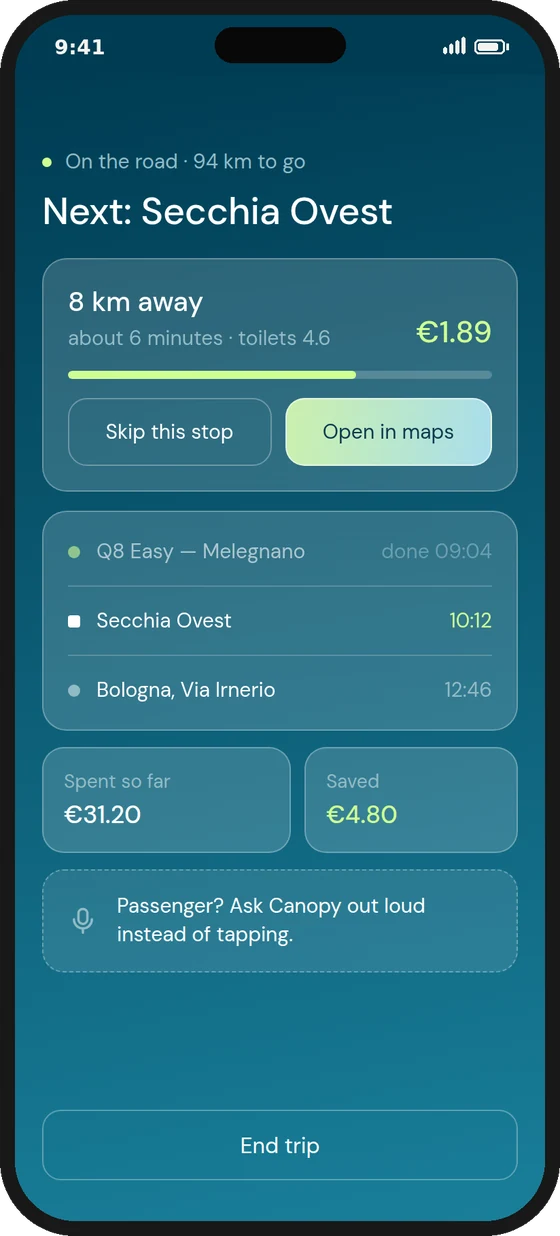 9:41
On the road · 94 km to go
Next: Secchia Ovest
8 km away
about 6 minutes · toilets 4.6
€1.89
Skip this stop
Open in maps
Q8 Easy — Melegnano
done 09:04
Secchia Ovest
10:12
Bologna, Via Irnerio
12:46
Spent so far
€31.20
Saved
€4.80
Passenger? Ask Canopy out loud
instead of tapping.
End trip